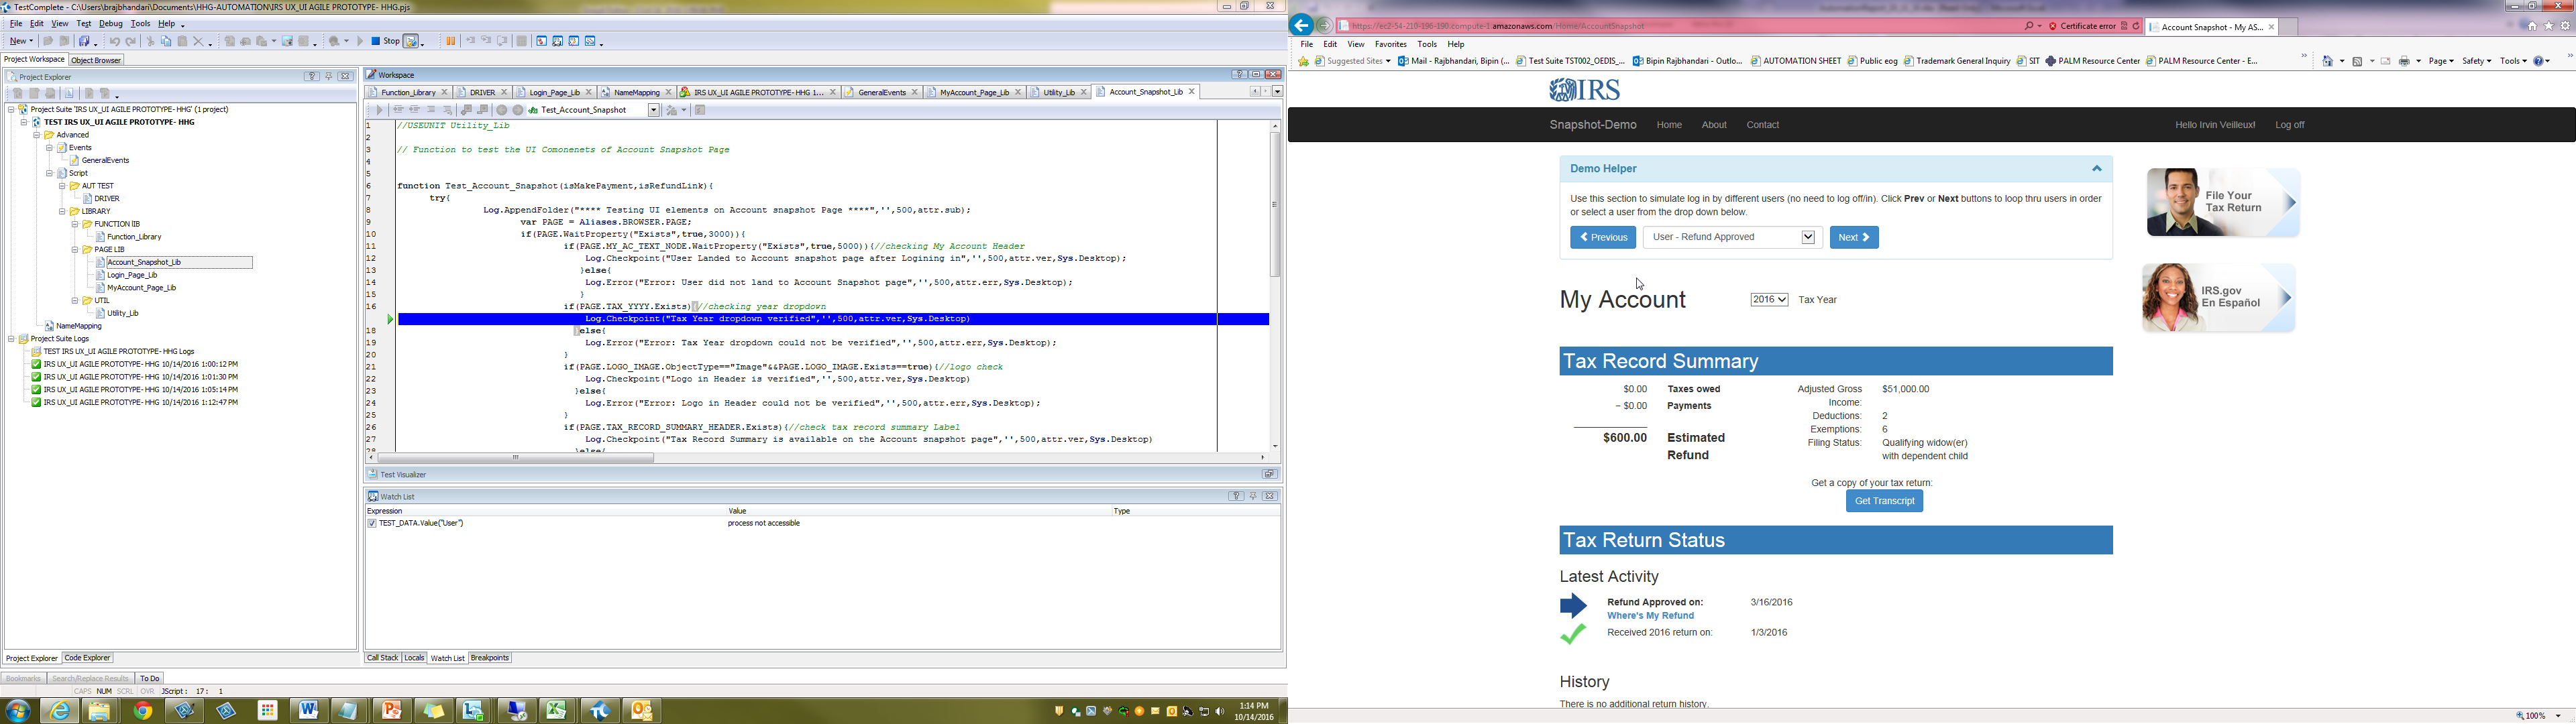 TestComplete - C:\Users\brajbhandari\Documents\HHG-AUTOMATION\IRS UX_UI AGILE PROTOTYPE- HHG.pjs
File Edit View Test Debug Tools Help
New Stop
Project Workspace Object Browser
Project Explorer
Project Suite 'IRS UX_UI AGILE PROTOTYPE- HHG' (1 project)
TEST IRS UX_UI AGILE PROTOTYPE- HHG
Advanced
Events
GeneralEvents
Script
AUT TEST
DRIVER
LIBRARY
FUNCTION lIB
Function_Library
PAGE LIB
Account_Snapshot_Lib
Login_Page_Lib
MyAccount_Page_Lib
UTIL
Utility_Lib
NameMapping
Project Suite Logs
TEST IRS UX_UI AGILE PROTOTYPE- HHG Logs
IRS UX_UI AGILE PROTOTYPE- HHG 10/14/2016 1:00:12 PM
IRS UX_UI AGILE PROTOTYPE- HHG 10/14/2016 1:01:30 PM
IRS UX_UI AGILE PROTOTYPE- HHG 10/14/2016 1:05:14 PM
IRS UX_UI AGILE PROTOTYPE- HHG 10/14/2016 1:12:47 PM
Project Explorer Code Explorer
Bookmarks Search/Replace Results To Do
CAPS NUM SCRL OVR JScript : 17 : 1
Workspace
Function_Library DRIVER Login_Page_Lib NameMapping IRS UX_UI AGILE PROTOTYPE- HHG 1... GeneralEvents MyAccount_Page_Lib Utility_Lib Account_Snapshot_Lib
Test_Account_Snapshot
1 //USEUNIT Utility_Lib
2
3 // Function to test the UI Comonenets of Account Snapshot Page
4
5
6 function Test_Account_Snapshot(isMakePayment,isRefundLink){
7 try{
8 Log.AppendFolder("**** Testing UI elements on Account snapshot Page ****",'',500,attr.sub);
9 var PAGE = Aliases.BROWSER.PAGE;
10 if(PAGE.WaitProperty("Exists",true,3000)){
11 if(PAGE.MY_AC_TEXT_NODE.WaitProperty("Exists",true,5000)){//checking My Account Header
12 Log.Checkpoint("User Landed to Account snapshot page after Logining in",'',500,attr.ver,Sys.Desktop);
13 }else{
14 Log.Error("Error: User did not land to Account Snapshot page",'',500,attr.err,Sys.Desktop);
15 }
16 if(PAGE.TAX_YYYY.Exists){//checking year dropdown
Log.Checkpoint("Tax Year dropdown verified",'',500,attr.ver,Sys.Desktop)
18 }else{
19 Log.Error("Error: Tax Year dropdown could not be verified",'',500,attr.err,Sys.Desktop);
20 }
21 if(PAGE.LOGO_IMAGE.ObjectType=="Image"&&PAGE.LOGO_IMAGE.Exists==true){//logo check
22 Log.Checkpoint("Logo in Header is verified",'',500,attr.ver,Sys.Desktop)
23 }else{
24 Log.Error("Error: Logo in Header could not be verified",'',500,attr.err,Sys.Desktop);
25 }
26 if(PAGE.TAX_RECORD_SUMMARY_HEADER.Exists){//check tax record summary Label
27 Log.Checkpoint("Tax Record Summary is available on the Account snapshot page",'',500,attr.ver,Sys.Desktop)
28 }else{
Test Visualizer
Watch List
Expression Value Type
TEST_DATA.Value("User") process not accessible
Call Stack Locals Watch List Breakpoints
1:14 PM
10/14/2016
amazonaws.com/Home/AccountSnapshot
Certificate error
Account Snapshot - My AS...
File Edit View Favorites Tools Help
Suggested Sites Mail - Rajbhandari, Bipin (... Test Suite TST002_OEDIS_... Bipin Rajbhandari - Outlo... AUTOMATION SHEET Public eog Trademark General Inquiry SIT PALM Resource Center PALM Resource Center - E...
Page Safety Tools
IRS
Snapshot-Demo Home About Contact Hello Irvin Veilleux! Log off
Demo Helper
Use this section to simulate log in by different users (no need to log off/in). Click Prev or Next buttons to loop thru users in order
or select a user from the drop down below.
Previous User - Refund Approved Next
File Your
Tax Return
IRS.gov
En Español
My Account 2016 Tax Year
Tax Record Summary
$0.00 Taxes owed
− $0.00 Payments
$600.00 Estimated
Refund
Adjusted Gross $51,000.00
Income:
Deductions: 2
Exemptions: 6
Filing Status: Qualifying widow(er)
with dependent child
Get a copy of your tax return:
Get Transcript
Tax Return Status
Latest Activity
Refund Approved on: 3/16/2016
Where's My Refund
Received 2016 return on: 1/3/2016
History
There is no additional return history.
100%